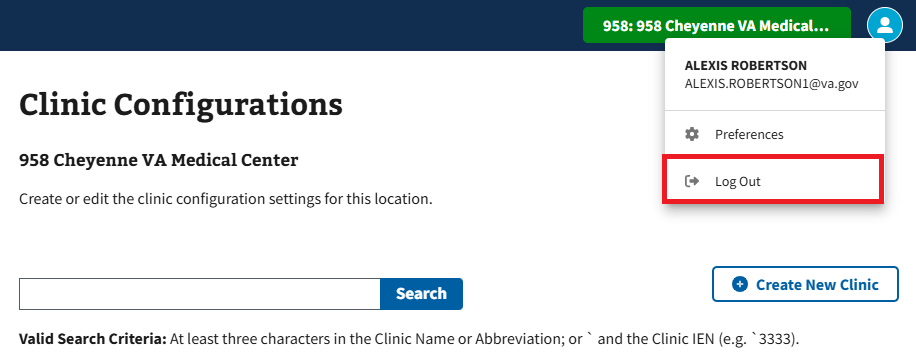 958: 958 Cheyenne VA Medical...
ALEXIS ROBERTSON
ALEXIS.ROBERTSON1@va.gov
Preferences
Log Out
Clinic Configurations
958 Cheyenne VA Medical Center
Create or edit the clinic configuration settings for this location.
Search
Create New Clinic
Valid Search Criteria: At least three characters in the Clinic Name or Abbreviation; or ` and the Clinic IEN (e.g. `3333).